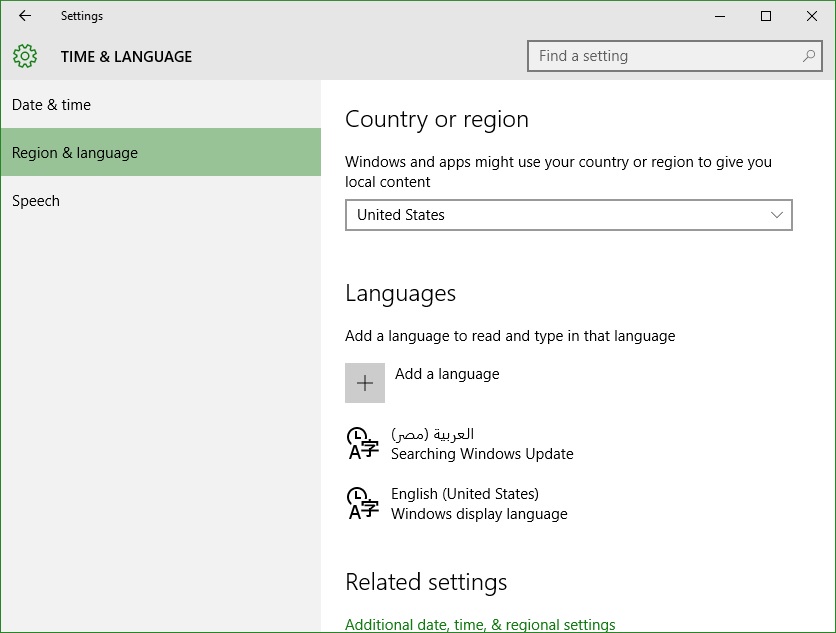 Settings
TIME & LANGUAGE
Find a setting
Date & time
Region & language
Speech
Country or region
Windows and apps might use your country or region to give you
local content
United States
Languages
Add a language to read and type in that language
Add a language
العربية (مصر)
Searching Windows Update
English (United States)
Windows display language
Related settings
Additional date, time, & regional settings